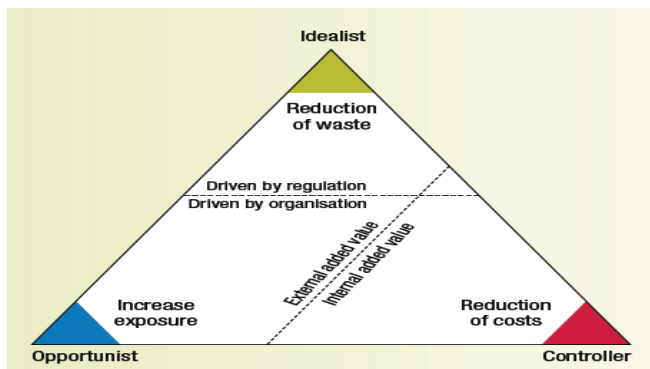 Idealist
Reduction
of waste
Driven by regulation
Driven by organisation
External added value
Internal added value
Increase
exposure
Reduction
of costs
Opportunist
Controller